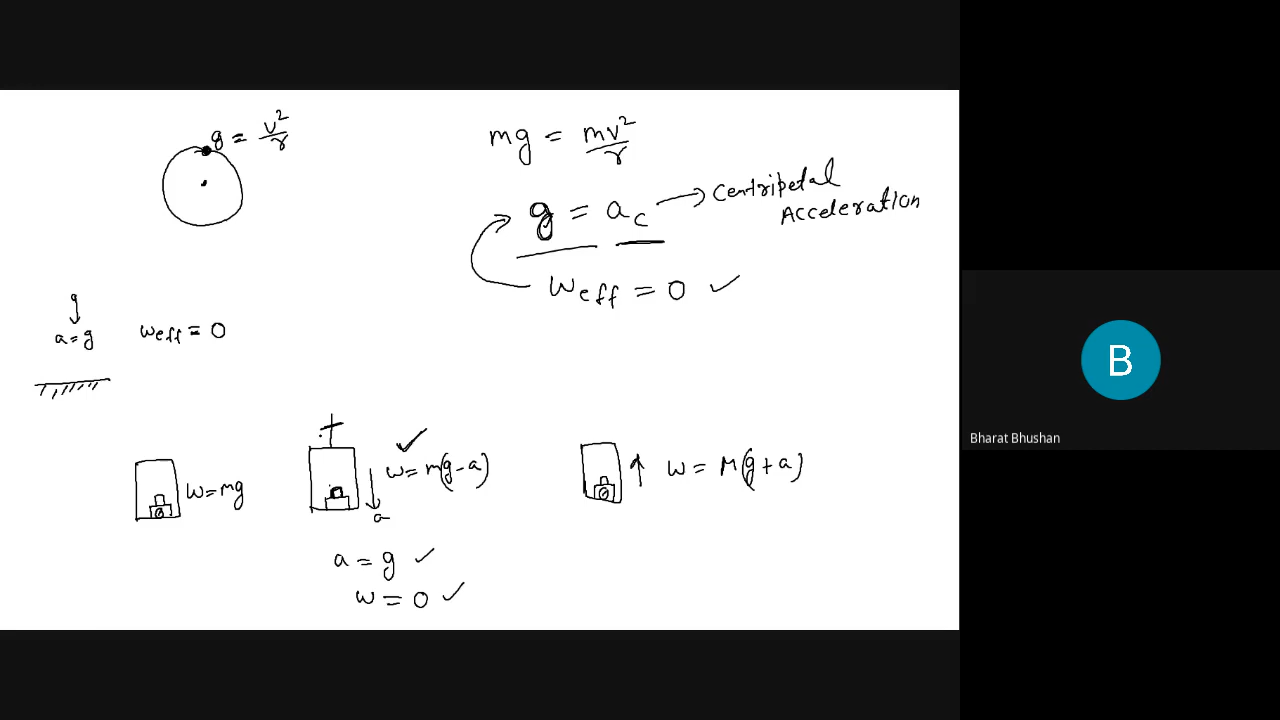 g = v²/r
mg = mv²/r
g = a_c → Centripetal
Acceleration
W_eff = 0 ✓
g
↓
a = g
W_eff = 0
W = mg
W = m(g - a) ✓
a
a = g ✓
W = 0 ✓
↑ W = M(g + a)
B
Bharat Bhushan